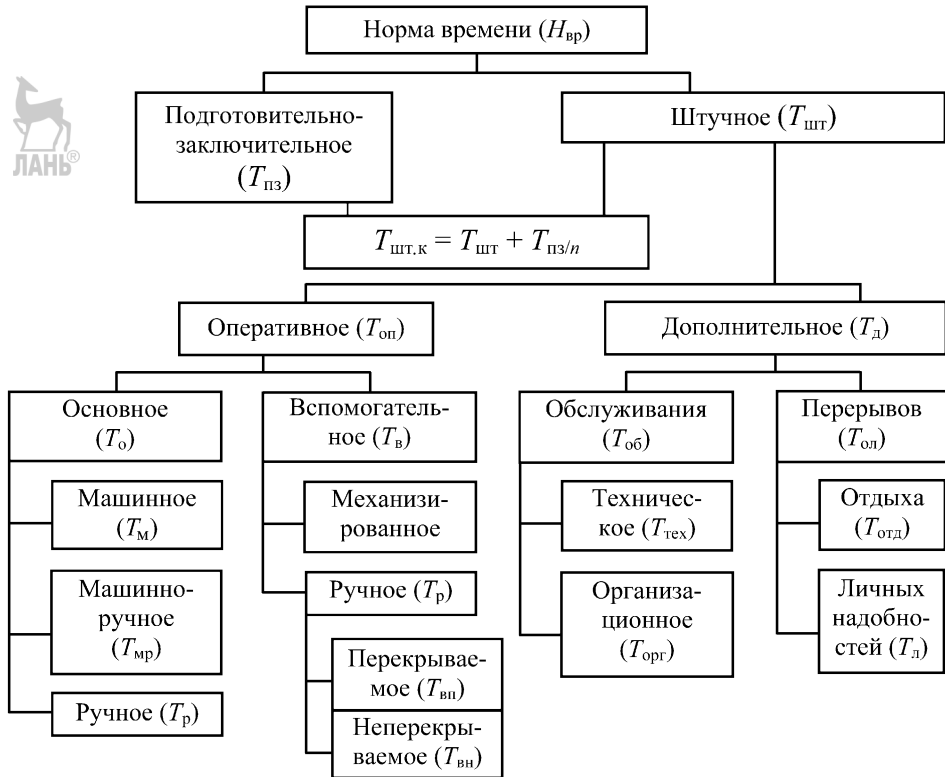 Норма времени (Hвр)
ЛАНЬ®
Подготовительно-
заключительное
(Tпз)
Штучное (Tшт)
Tшт.к = Tшт + Tпз/n
Оперативное (Tоп)
Дополнительное (Tд)
Основное
(Tо)
Машинное
(Tм)
Машинно-
ручное
(Tмр)
Ручное (Tр)
Вспомогатель-
ное (Tв)
Механизи-
рованное
Ручное (Tр)
Перекрывае-
мое (Tвп)
Неперекры-
ваемое (Tвн)
Обслуживания
(Tоб)
Техничес-
кое (Tтех)
Организа-
ционное
(Tорг)
Перерывов
(Tол)
Отдыха
(Tотд)
Личных
надобно-
стей (Tл)